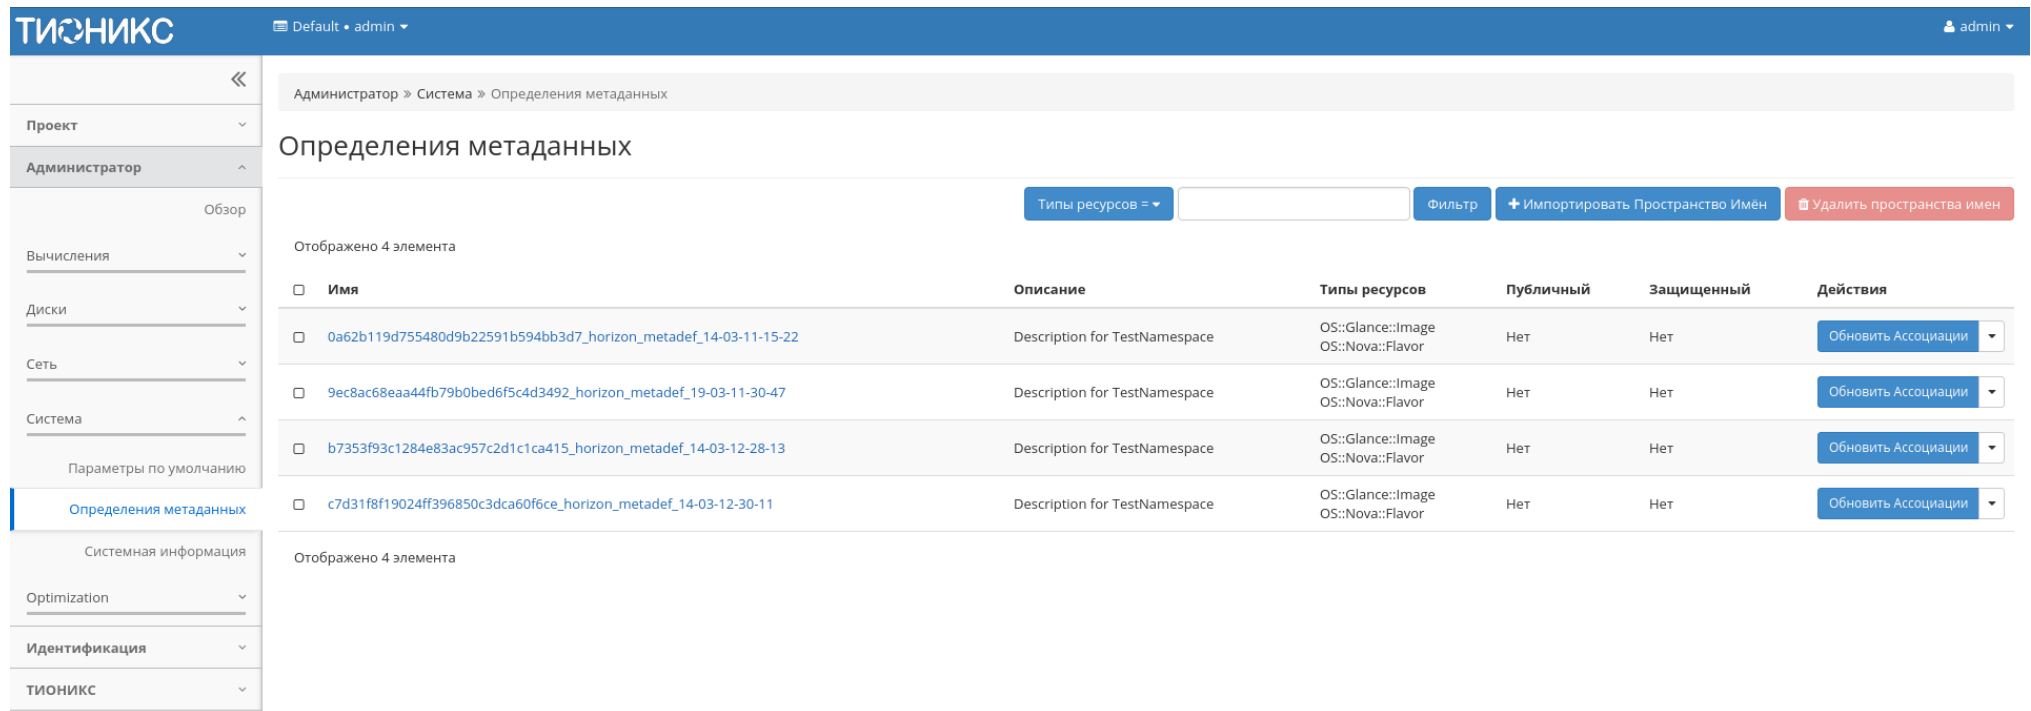 ТИОНИКС
Default • admin
admin
Администратор » Система » Определения метаданных
Проект
Администратор
Обзор
Вычисления
Диски
Сеть
Система
Параметры по умолчанию
Определения метаданных
Системная информация
Optimization
Идентификация
ТИОНИКС
Определения метаданных
Типы ресурсов =
Фильтр
Импортировать Пространство Имён
Удалить пространства имен
Отображено 4 элемента
Имя Описание Типы ресурсов Публичный Защищенный Действия
0a62b119d755480d9b22591b594bb3d7_horizon_metadef_14-03-11-15-22 Description for TestNamespace OS::Glance::Image Нет Нет Обновить Ассоциации
OS::Nova::Flavor
9ec8ac68eaa44fb79b0bed6f5c4d3492_horizon_metadef_19-03-11-30-47 Description for TestNamespace OS::Glance::Image Нет Нет Обновить Ассоциации
OS::Nova::Flavor
b7353f93c1284e83ac957c2d1c1ca415_horizon_metadef_14-03-12-28-13 Description for TestNamespace OS::Glance::Image Нет Нет Обновить Ассоциации
OS::Nova::Flavor
c7d31f8f19024ff396850c3dca60f6ce_horizon_metadef_14-03-12-30-11 Description for TestNamespace OS::Glance::Image Нет Нет Обновить Ассоциации
OS::Nova::Flavor
Отображено 4 элемента